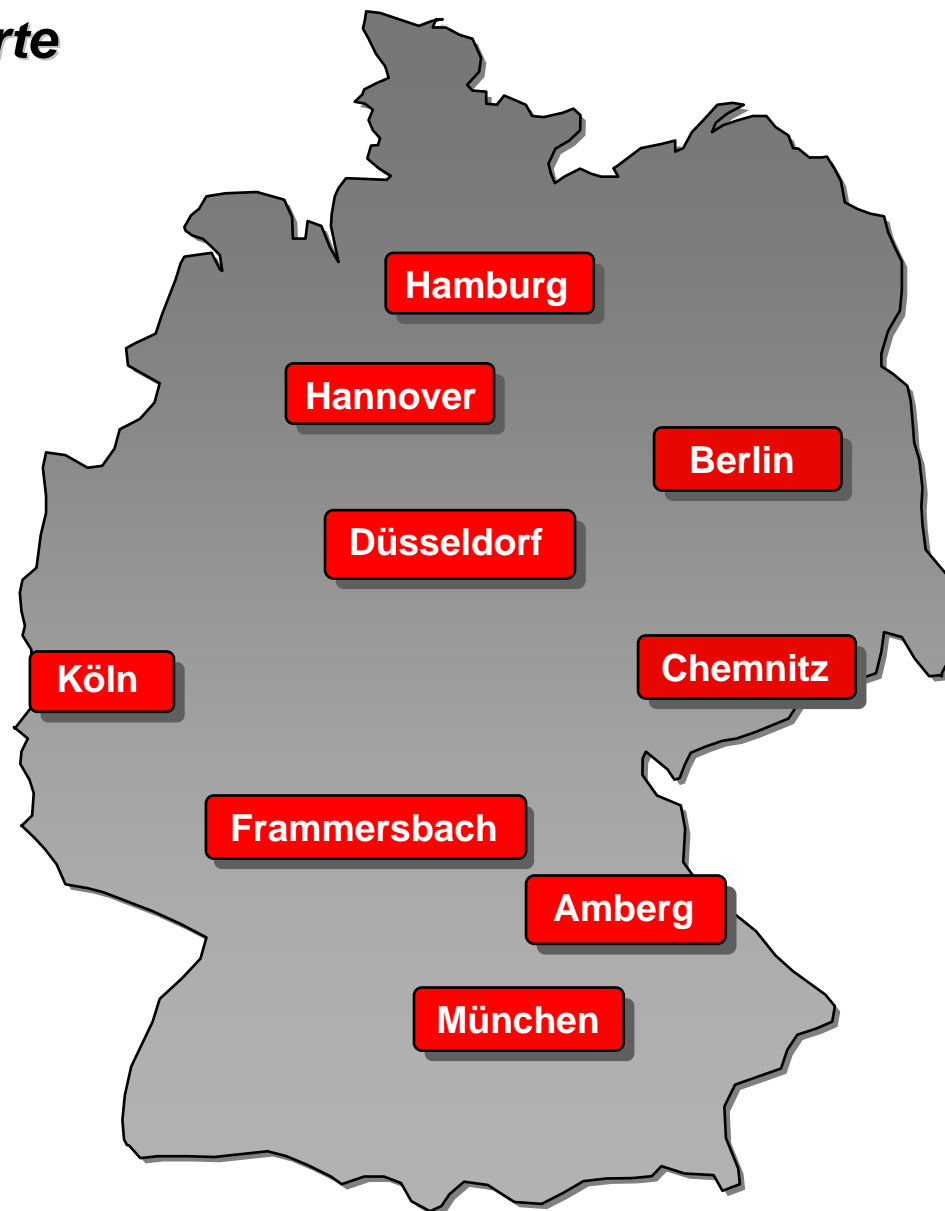 rte
Hamburg
Hannover
Berlin
Düsseldorf
Köln
Chemnitz
Frammersbach
Amberg
München